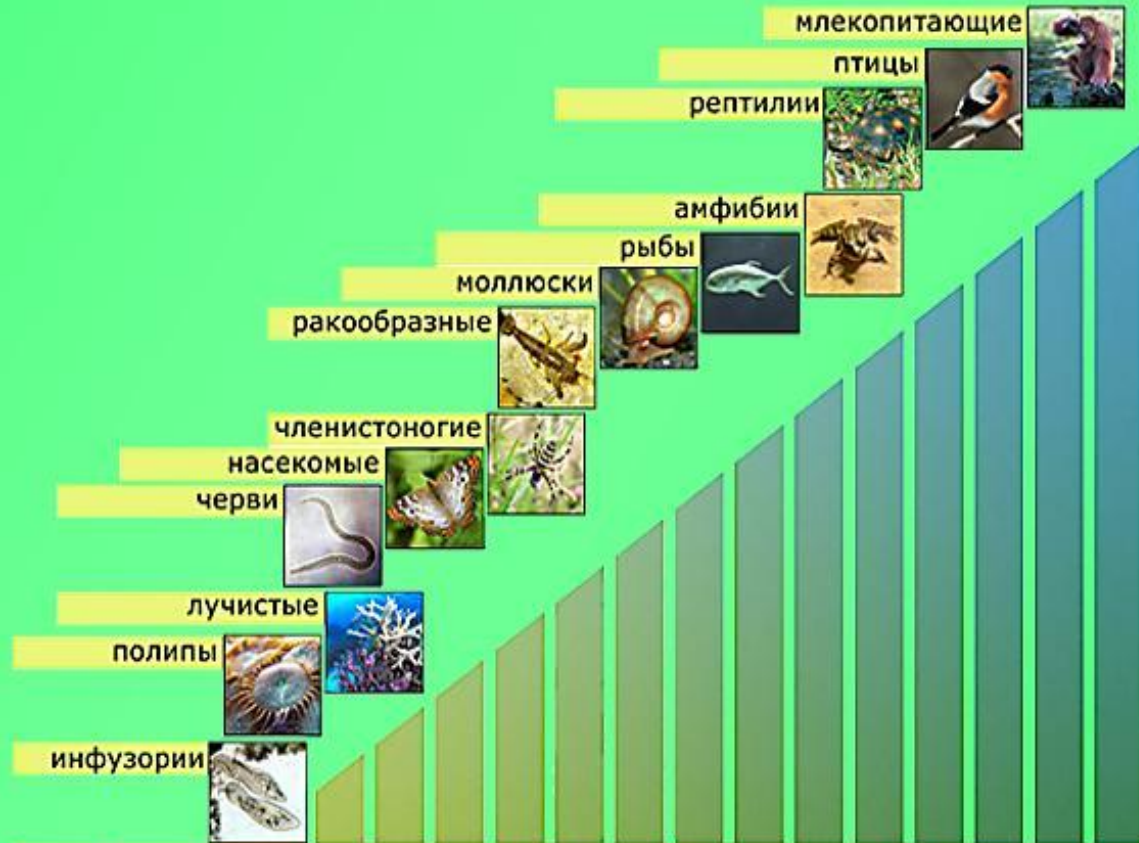 млекопитающие
птицы
рептилии
амфибии
рыбы
моллюски
ракообразные
членистоногие
насекомые
черви
лучистые
полипы
инфузории